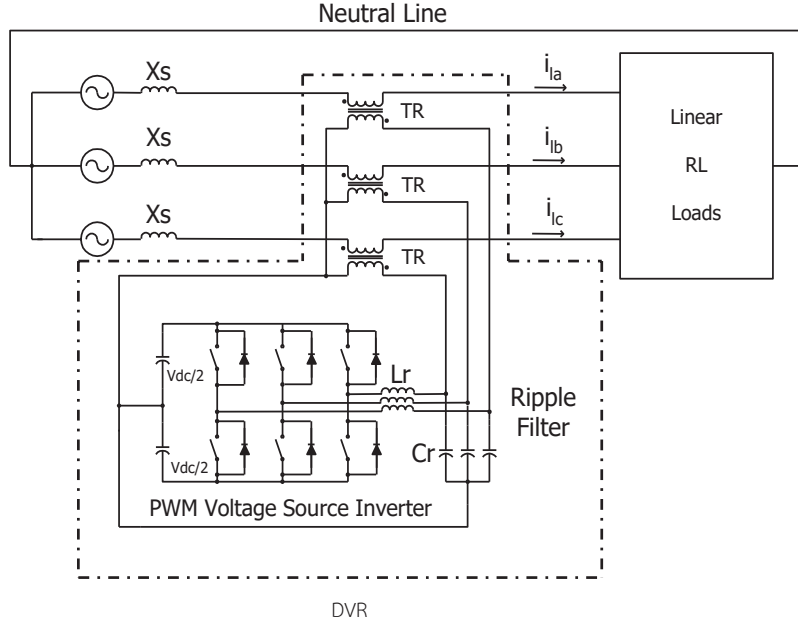 Neutral Line
Xs
TR
i_la
Xs
TR
i_lb
Xs
TR
i_lc
Linear
RL
Loads
Vdc/2
Vdc/2
Lr
Cr
Ripple
Filter
PWM Voltage Source Inverter
DVR